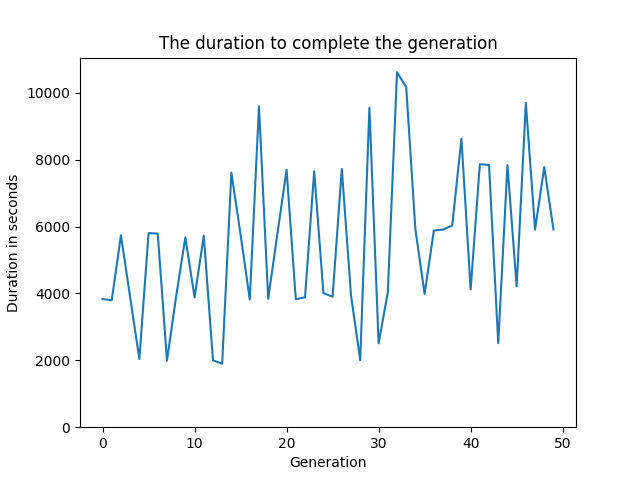 The duration to complete the generation
10000
8000
6000
4000
2000
0
Duration in seconds
0 10 20 30 40 50
Generation